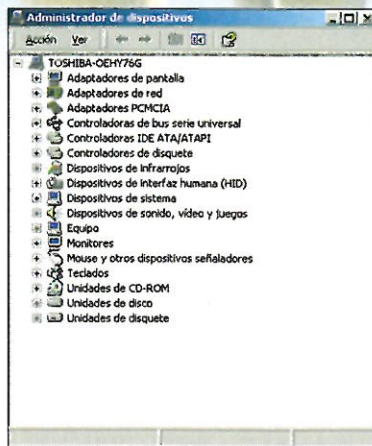 Administrador de dispositivos
Acción Ver
TOSHIBA-OEHY76G
Adaptadores de pantalla
Adaptadores de red
Adaptadores PCMCIA
Controladoras de bus serie universal
Controladoras IDE ATA/ATAPI
Controladores de disquete
Dispositivos de infrarrojos
Dispositivos de interfaz humana (HID)
Dispositivos de sistema
Dispositivos de sonido, vídeo y juegos
Equipo
Monitores
Mouse y otros dispositivos señaladores
Teclados
Unidades de CD-ROM
Unidades de disco
Unidades de disquete